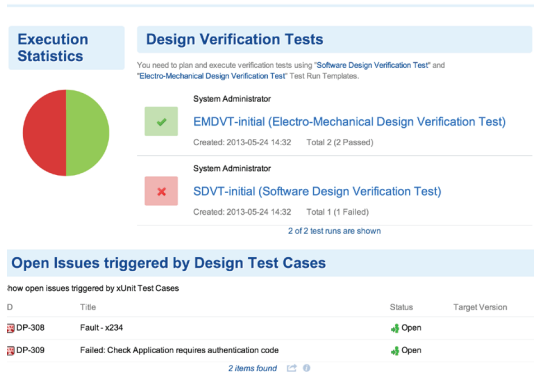 Execution
Statistics
Design Verification Tests
You need to plan and execute verification tests using "Software Design Verification Test" and
"Electro-Mechanical Design Verification Test" Test Run Templates.
System Administrator
EMDVT-initial (Electro-Mechanical Design Verification Test)
Created: 2013-05-24 14:32 Total 2 (2 Passed)
System Administrator
SDVT-initial (Software Design Verification Test)
Created: 2013-05-24 14:32 Total 1 (1 Failed)
2 of 2 test runs are shown
Open Issues triggered by Design Test Cases
how open issues triggered by xUnit Test Cases
D Title Status Target Version
DP-308 Fault - x234 Open
DP-309 Failed: Check Application requires authentication code Open
2 items found